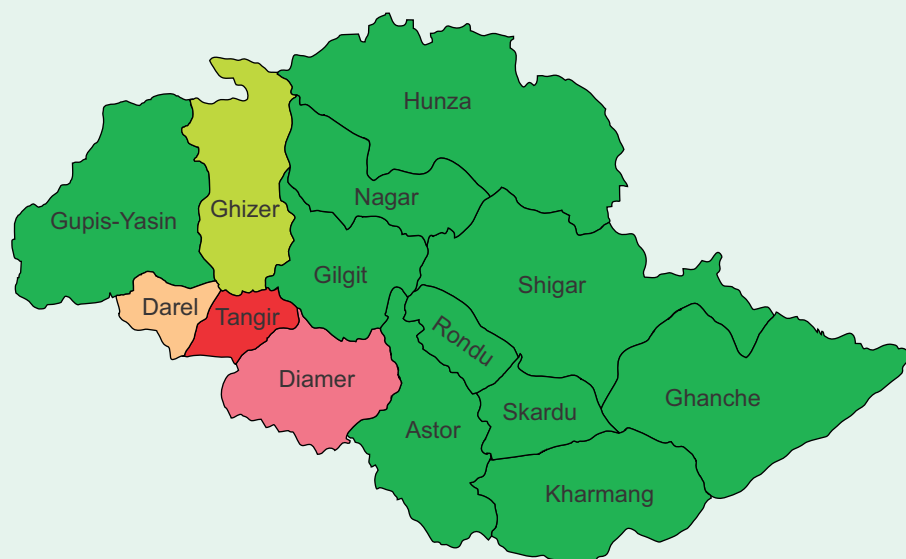 Hunza
Nagar
Ghizer
Gupis-Yasin
Gilgit
Shigar
Darel
Tangir
Rondu
Diamer
Ghanche
Skardu
Astor
Kharmang